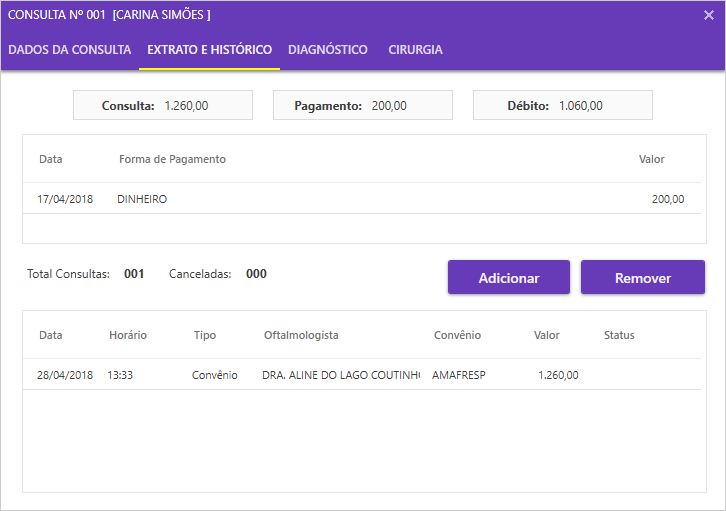 CONSULTA Nº 001 [CARINA SIMÕES ]
DADOS DA CONSULTA EXTRATO E HISTÓRICO DIAGNÓSTICO CIRURGIA
Consulta: 1.260,00 Pagamento: 200,00 Débito: 1.060,00
Data Forma de Pagamento Valor
17/04/2018 DINHEIRO 200,00
Total Consultas: 001 Canceladas: 000 Adicionar Remover
Data Horário Tipo Oftalmologista Convênio Valor Status
28/04/2018 13:33 Convênio DRA. ALINE DO LAGO COUTINH AMAFRESP 1.260,00